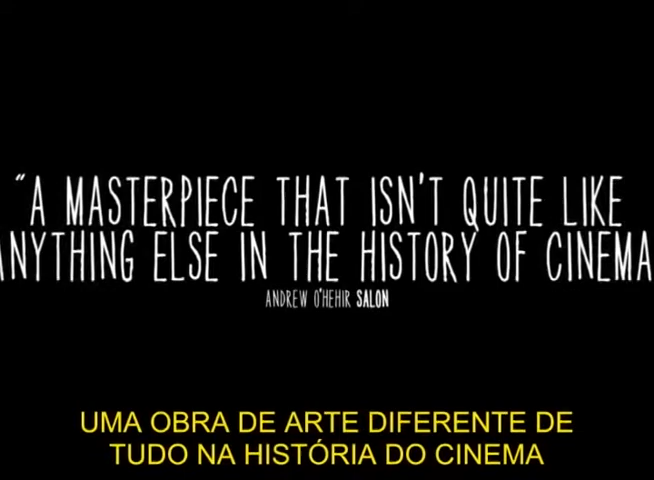 “A MASTERPIECE THAT ISN'T QUITE LIKE
ANYTHING ELSE IN THE HISTORY OF CINEMA
ANDREW O'HEHIR SALON
UMA OBRA DE ARTE DIFERENTE DE
TUDO NA HISTÓRIA DO CINEMA